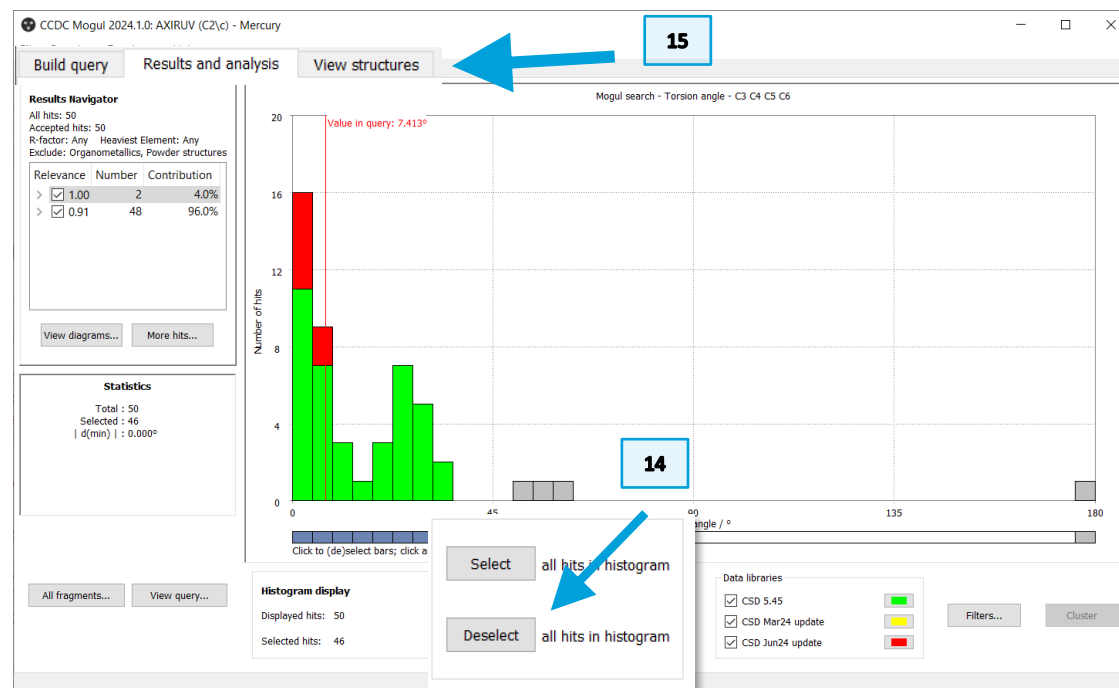 CCDC Mogul 2024.1.0: AXIRUV (C2\c) - Mercury
15
Build query
Results and analysis
View structures
Results Navigator
All hits: 50
Accepted hits: 50
R-factor: Any Heaviest Element: Any
Exclude: Organometallics, Powder structures
Relevance Number Contribution
1.00 2 4.0%
0.91 48 96.0%
View diagrams... More hits...
Statistics
Total : 50
Selected : 46
| d(min) | : 0.000º
Mogul search - Torsion angle - C3 C4 C5 C6
Value in query: 7.413º
Number of hits
20
16
12
8
4
0
0 45 90 135 180
angle / °
14
Click to (de)select bars; click a
Select all hits in histogram
Deselect all hits in histogram
All fragments... View query...
Histogram display
Displayed hits: 50
Selected hits: 46
Data libraries
CSD 5.45
CSD Mar24 update
CSD Jun24 update
Filters... Cluster